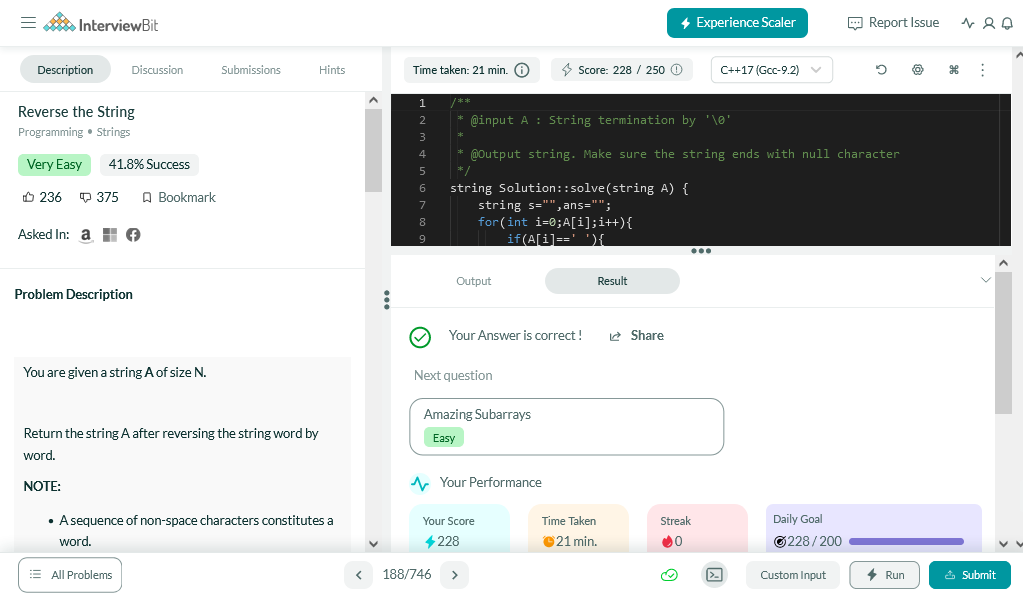 InterviewBit
Experience Scaler
Report Issue
Description
Discussion
Submissions
Hints
Time taken: 21 min.
Score: 228 / 250
C++17 (Gcc-9.2)
Reverse the String
Programming • Strings
Very Easy
41.8% Success
236
375
Bookmark
Asked In:
Problem Description
You are given a string A of size N.
Return the string A after reversing the string word by
word.
NOTE:
• A sequence of non-space characters constitutes a
word.
1 /**
2 * @input A : String termination by '\0'
3 *
4 * @Output string. Make sure the string ends with null character
5 */
6 string Solution::solve(string A) {
7 string s="",ans="";
8 for(int i=0;A[i];i++){
9 if(A[i]==' '){
Output
Result
Your Answer is correct !
Share
Next question
Amazing Subarrays
Easy
Your Performance
Your Score
228
Time Taken
21 min.
Streak
0
Daily Goal
228 / 200
All Problems
188/746
Custom Input
Run
Submit